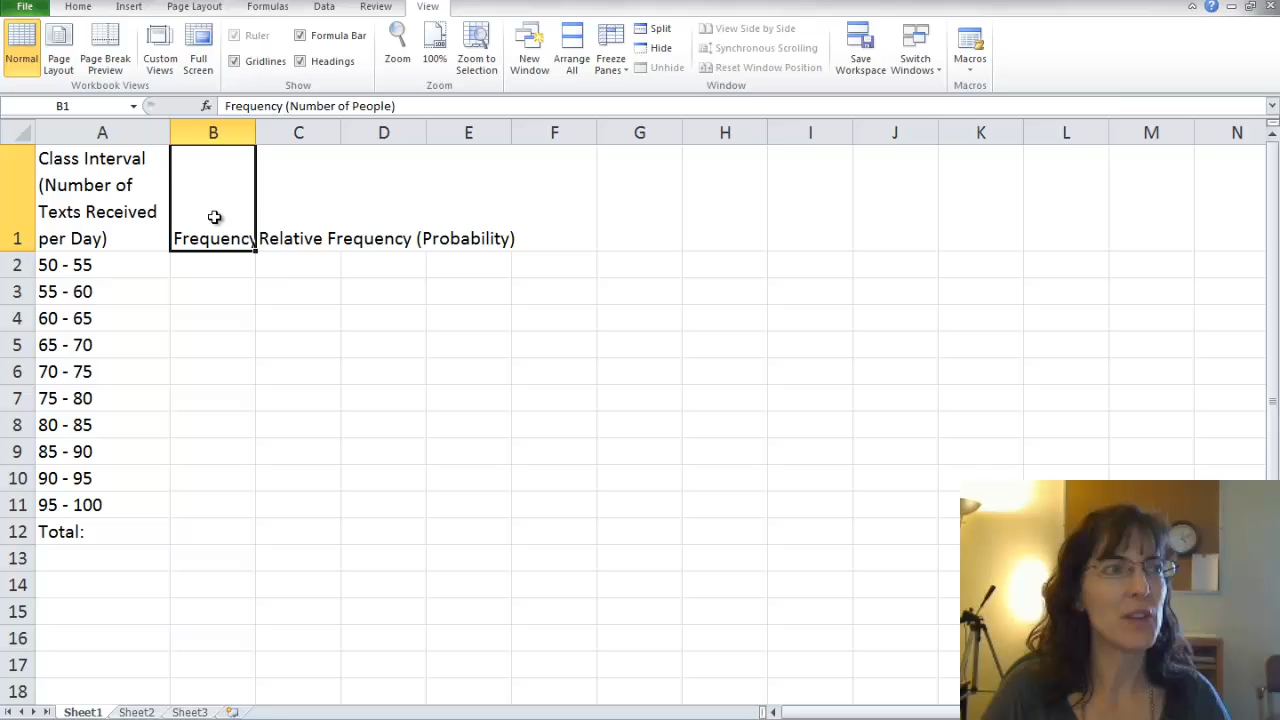 File Home Insert Page Layout Formulas Data Review View
Normal Page Layout Page Break Preview Custom Views Full Screen
Workbook Views
Ruler Formula Bar
Gridlines Headings
Show
Zoom 100% Zoom to Selection
Zoom
New Window Arrange All Freeze Panes
Split
Hide
Unhide
View Side by Side
Synchronous Scrolling
Reset Window Position
Window
Save Workspace Switch Windows
Macros
Macros
B1 fx Frequency (Number of People)
A B C D E F G H I J K L M N
Class Interval
(Number of
Texts Received
1 per Day) Frequency Relative Frequency (Probability)
2 50 - 55
3 55 - 60
4 60 - 65
5 65 - 70
6 70 - 75
7 75 - 80
8 80 - 85
9 85 - 90
10 90 - 95
11 95 - 100
12 Total:
13
14
15
16
17
18
Sheet1 Sheet2 Sheet3